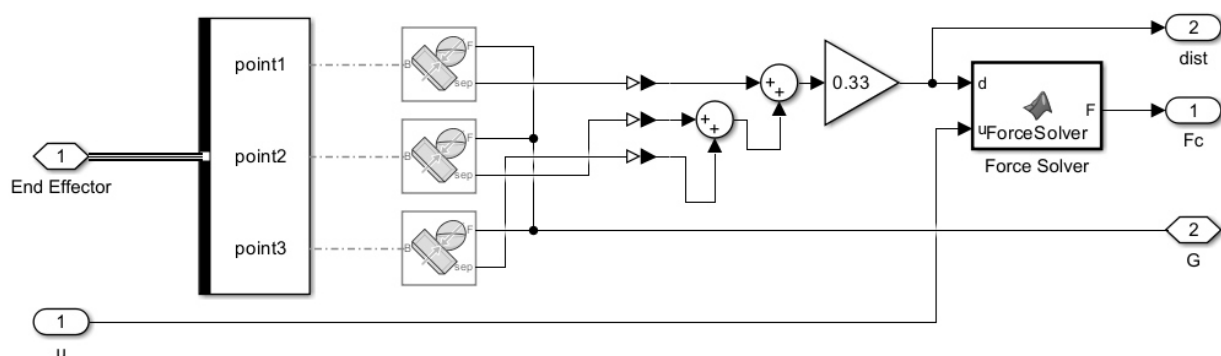 point1
B
F
sep
+
+
0.33
2
dist
d
F
u
ForceSolver
Force Solver
1
Fc
1
End Effector
point2
B
F
sep
+
+
point3
B
F
sep
2
G
1
u